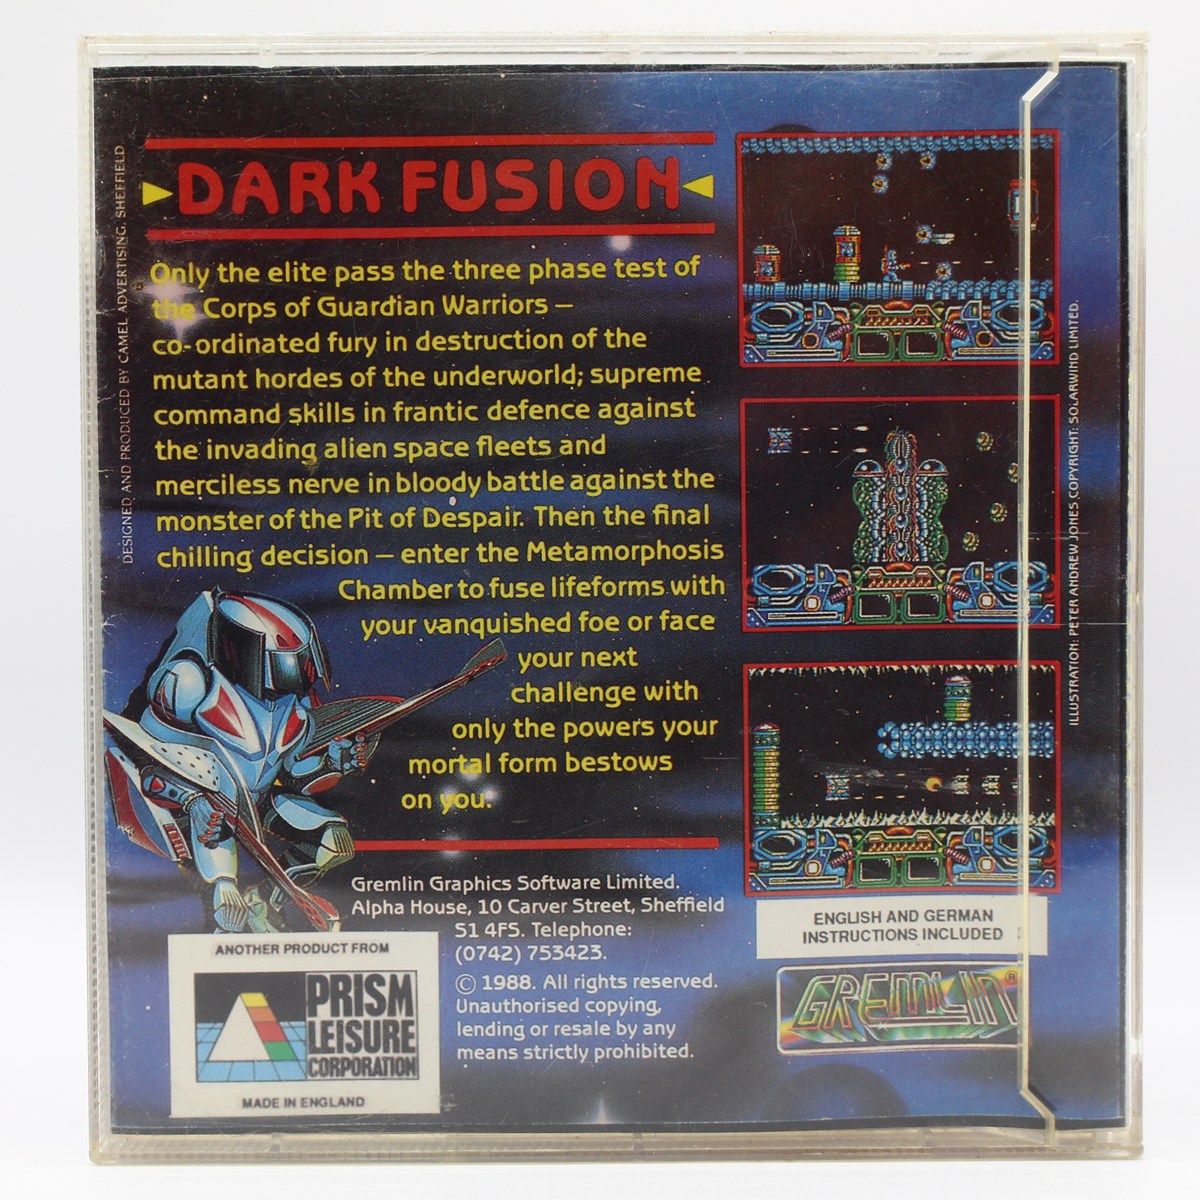 DARK FUSION
Only the elite pass the three phase test of
the Corps of Guardian Warriors —
co-ordinated fury in destruction of the
mutant hordes of the underworld; supreme
command skills in frantic defence against
the invading alien space fleets and
merciless nerve in bloody battle against the
monster of the Pit of Despair. Then the final
chilling decision — enter the Metamorphosis
Chamber to fuse lifeforms with
your vanquished foe or face
your next
challenge with
only the powers your
mortal form bestows
on you.
Gremlin Graphics Software Limited.
Alpha House, 10 Carver Street, Sheffield
S1 4FS. Telephone:
(0742) 753423.
© 1988. All rights reserved.
Unauthorised copying,
lending or resale by any
means strictly prohibited.
ANOTHER PRODUCT FROM
PRISM
LEISURE
CORPORATION
MADE IN ENGLAND
ENGLISH AND GERMAN
INSTRUCTIONS INCLUDED
GREMLIN®
DESIGNED AND PRODUCED BY CAMEL ADVERTISING. SHEFFIELD
ILLUSTRATION: PETER ANDREW JONES COPYRIGHT: SOLARWIND LIMITED.